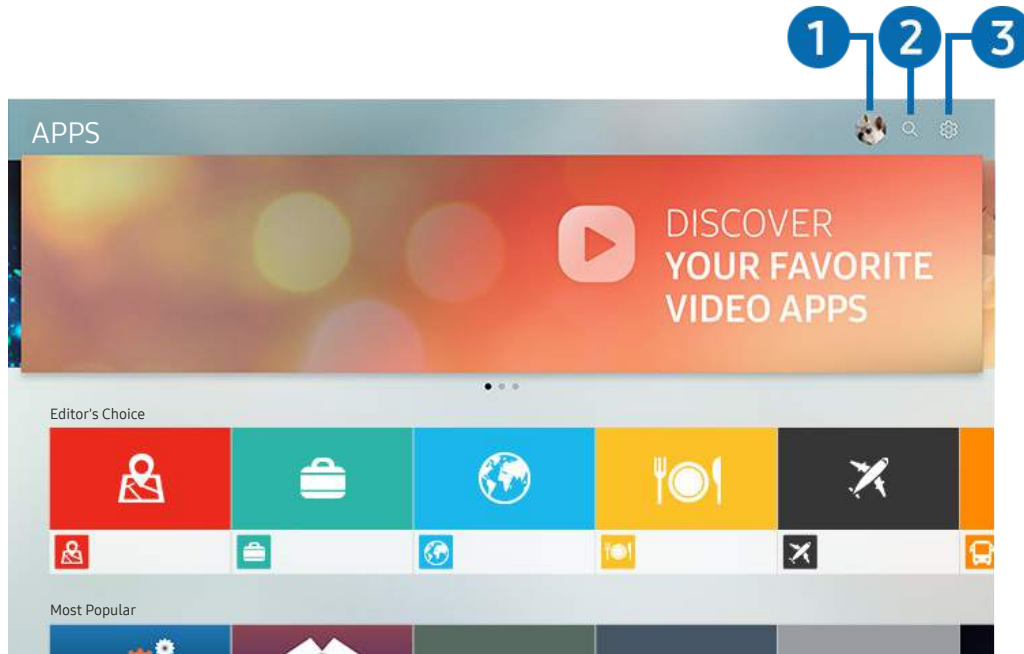 1 2 3
APPS
DISCOVER
YOUR FAVORITE
VIDEO APPS
Editor's Choice
Most Popular